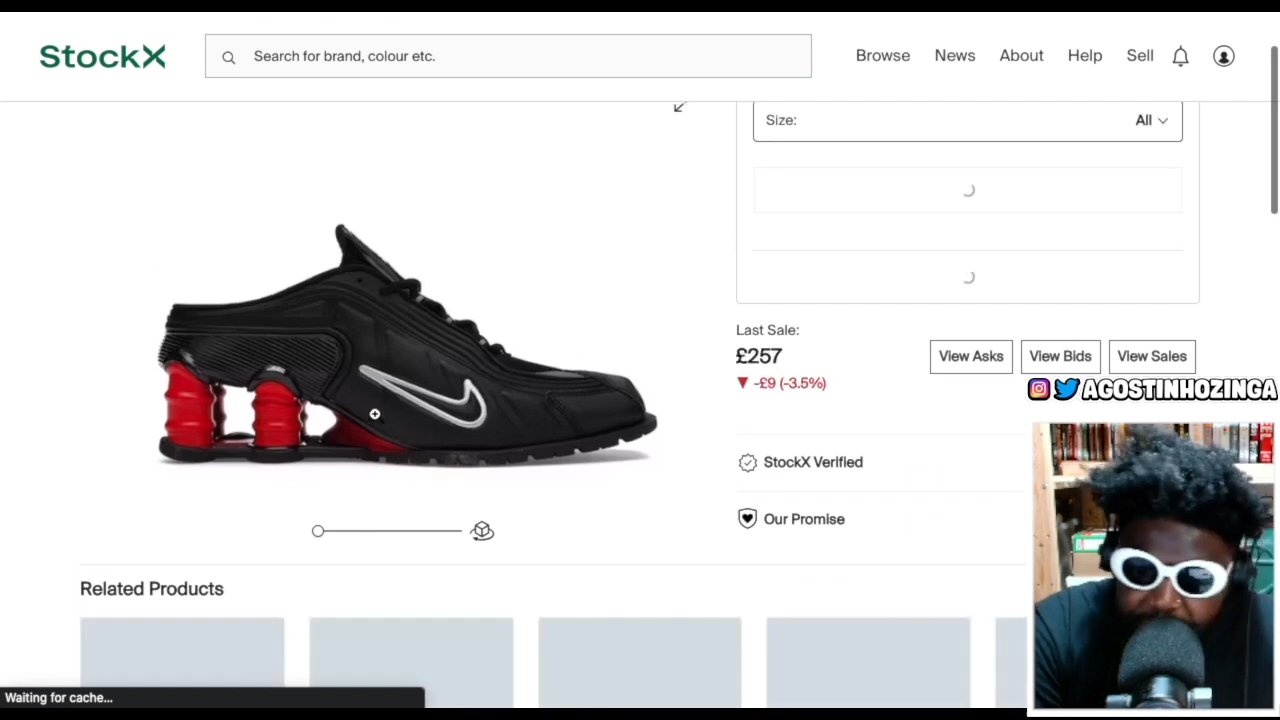 StockX
Search for brand, colour etc.
Browse
News
About
Help
Sell
Size:
All
Last Sale:
£257
▼ -£9 (-3.5%)
View Asks
View Bids
View Sales
AGOSTINHOZINGA
StockX Verified
Our Promise
Related Products
Waiting for cache...